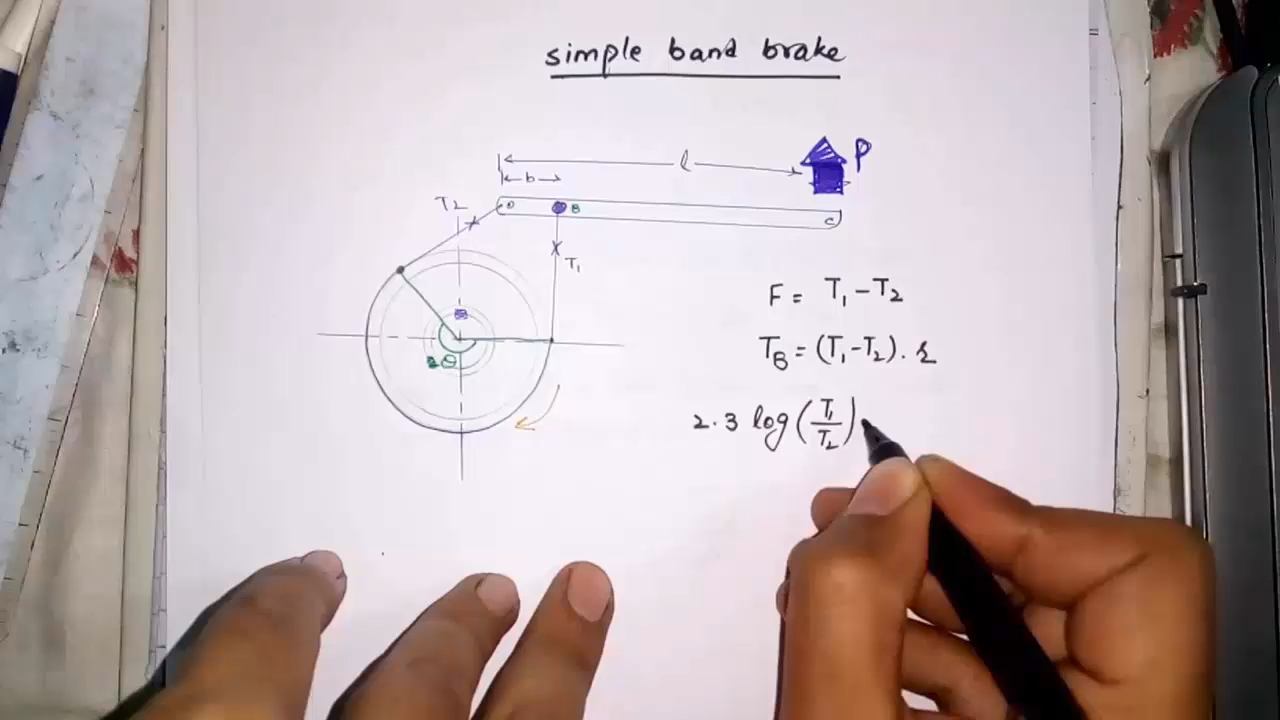 simple band brake
l
P
b
T2
O
B
C
T1
F = T1 - T2
θ
TB = (T1 - T2) . r
2.3 log (T1/T2)